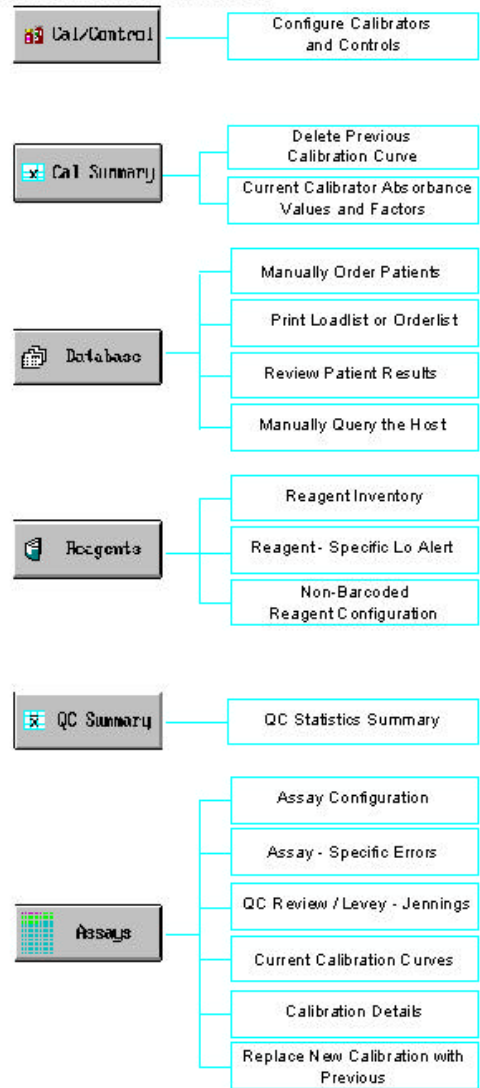 Cal/Control
Configure Calibrators
and Controls
Cal Summary
Delete Previous
Calibration Curve
Current Calibrator Absorbance
Values and Factors
Database
Manually Order Patients
Print Loadlist or Orderlist
Review Patient Results
Manually Query the Host
Reagents
Reagent Inventory
Reagent- Specific Lo Alert
Non-Barcoded
Reagent Configuration
QC Summary
QC Statistics Summary
Assays
Assay Configuration
Assay - Specific Errors
QC Review / Levey - Jennings
Current Calibration Curves
Calibration Details
Replace New Calibration with
Previous